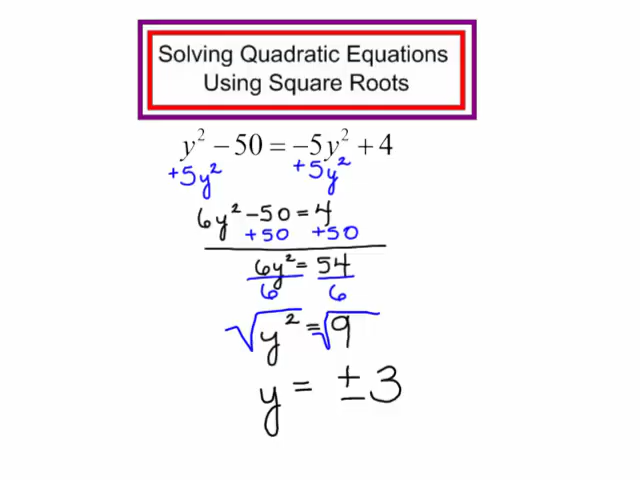 Solving Quadratic Equations
Using Square Roots
y² − 50 = −5y² + 4
+5y² +5y²
6y² − 50 = 4
+50 +50
6y² = 54
6 6
√y² = √9
y = ± 3